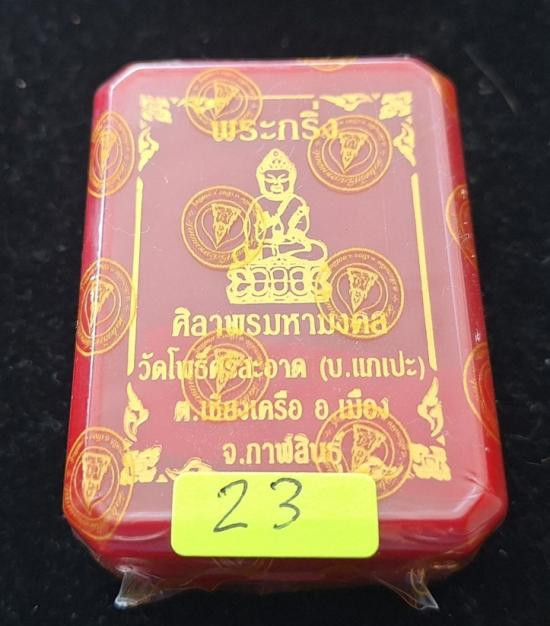 พระกริ่ง
ศิลาพรมหามงคล
วัดโพธิ์ศรีสะอาด (บ.แกเปะ)
ต.เชียงเครือ อ.เมือง
จ.กาฬสินธุ์
23